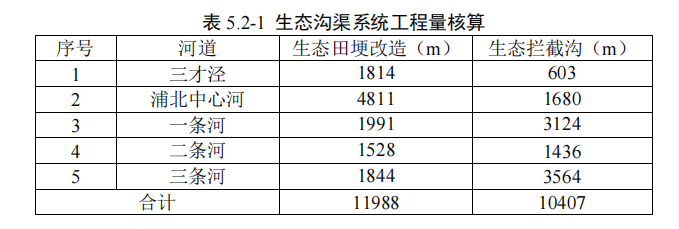 表 5.2-1 生态沟渠系统工程量核算
序号 河道 生态田埂改造（m） 生态拦截沟（m）
1 三才泾 1814 603
2 浦北中心河 4811 1680
3 一条河 1991 3124
4 二条河 1528 1436
5 三条河 1844 3564
合计 11988 10407